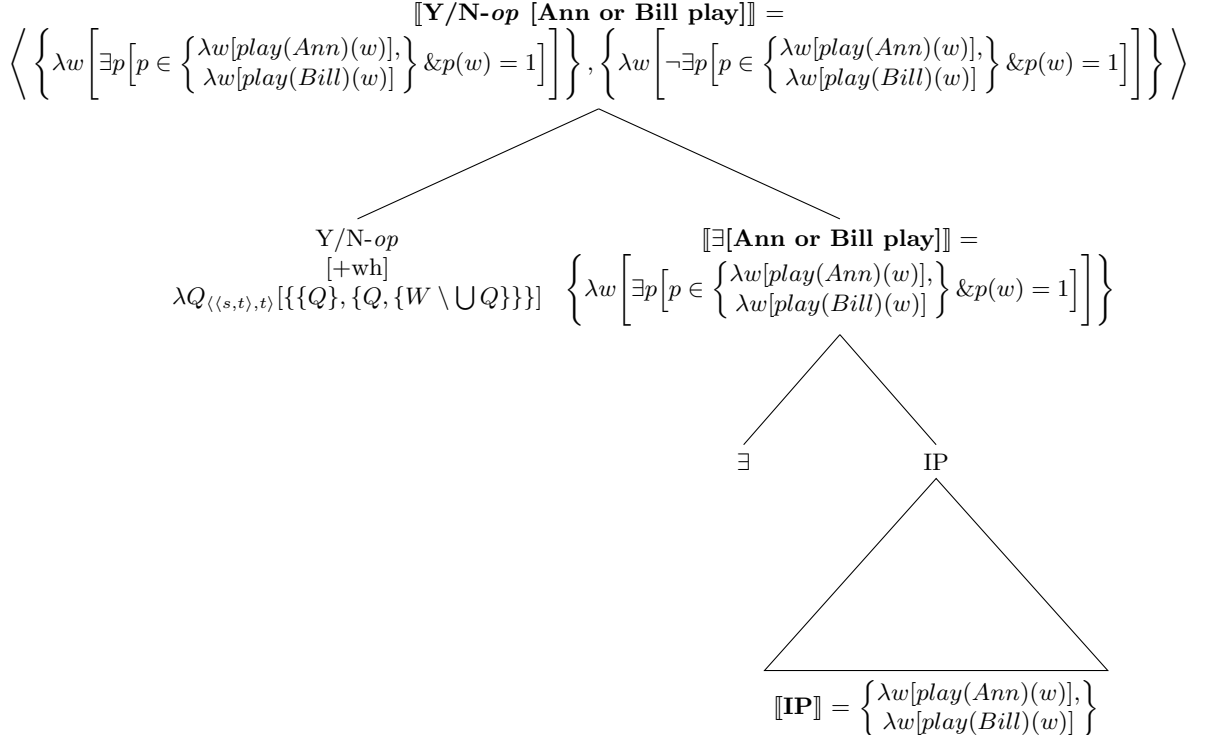 ⟦Y/N-op [Ann or Bill play]⟧ =
⟨ { λw [ ∃p [ p ∈ { λw[play(Ann)(w)], λw[play(Bill)(w)] } &p(w) = 1 ] ] } , { λw [ ¬∃p [ p ∈ { λw[play(Ann)(w)], λw[play(Bill)(w)] } &p(w) = 1 ] ] } ⟩
Y/N-op
[+wh]
λQ⟨⟨s,t⟩,t⟩[{{Q}, {Q, {W \ ⋃ Q}}}]
⟦∃[Ann or Bill play]⟧ =
{ λw [ ∃p [ p ∈ { λw[play(Ann)(w)], λw[play(Bill)(w)] } &p(w) = 1 ] ] }
∃ IP
⟦IP⟧ = { λw[play(Ann)(w)], λw[play(Bill)(w)] }